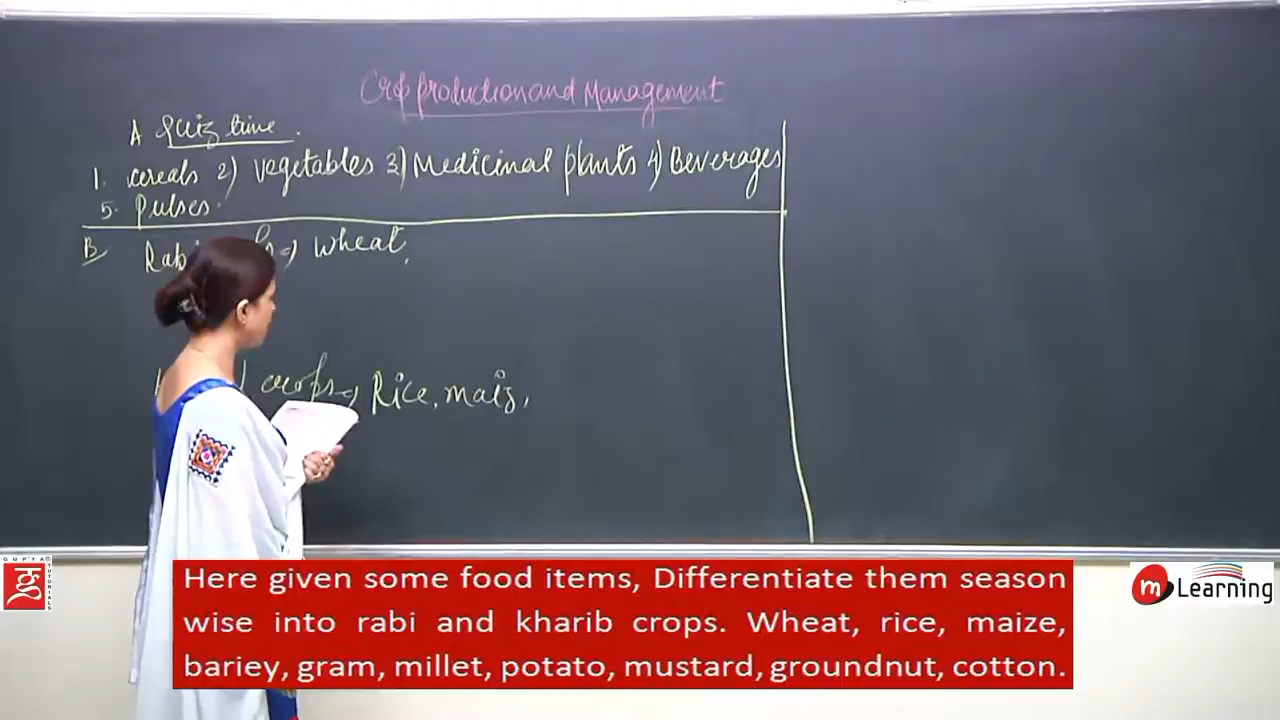 Crop production and Management
A Quiz time.
1. cereals 2) vegetables 3) Medicinal plants 4) Beverages
5. Pulses.
B Rabi =) wheat,
crops =) Rice, maiz,
Here given some food items, Differentiate them season
wise into rabi and kharib crops. Wheat, rice, maize,
bariey, gram, millet, potato, mustard, groundnut, cotton.
GUPTA TUTORIALS
m Learning